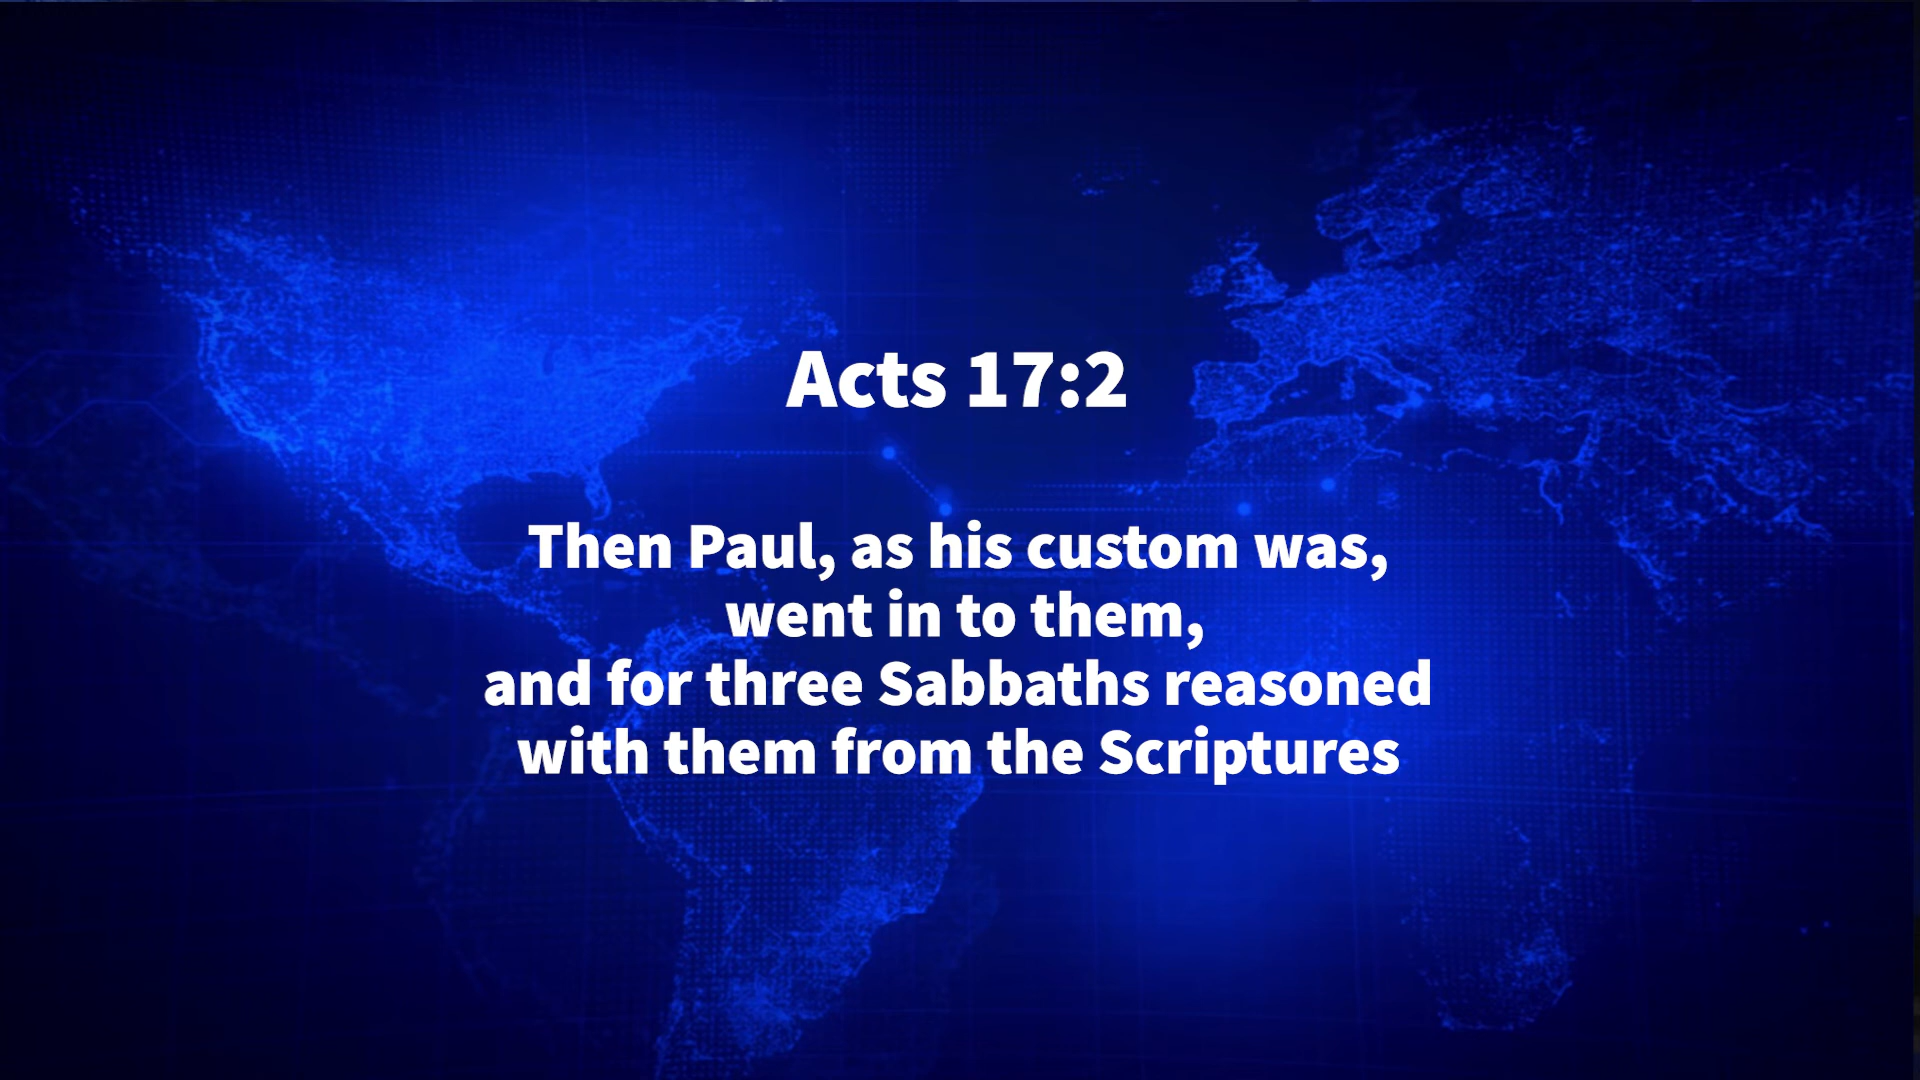 Acts 17:2
Then Paul, as his custom was,
went in to them,
and for three Sabbaths reasoned
with them from the Scriptures